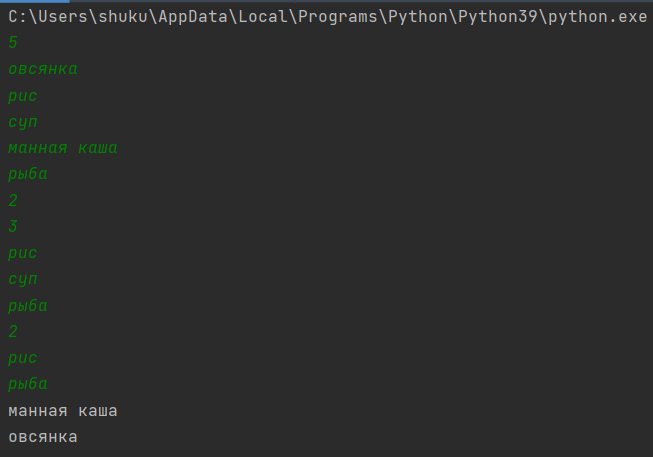 C:\Users\shuku\AppData\Local\Programs\Python\Python39\python.exe
5
овсянка
рис
суп
манная каша
рыба
2
3
рис
суп
рыба
2
рис
рыба
манная каша
овсянка